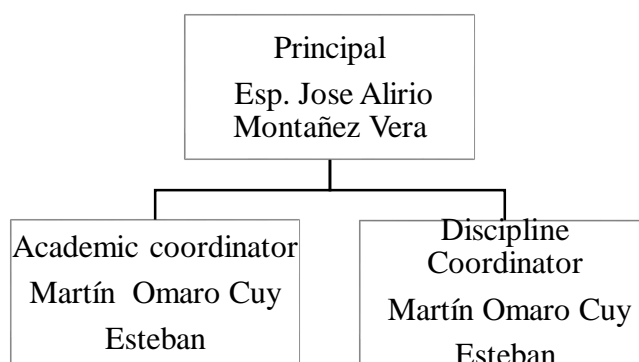 Principal
Esp. Jose Alirio
Montañez Vera
Academic coordinator
Martín Omaro Cuy
Esteban
Discipline
Coordinator
Martín Omaro Cuy
Esteban